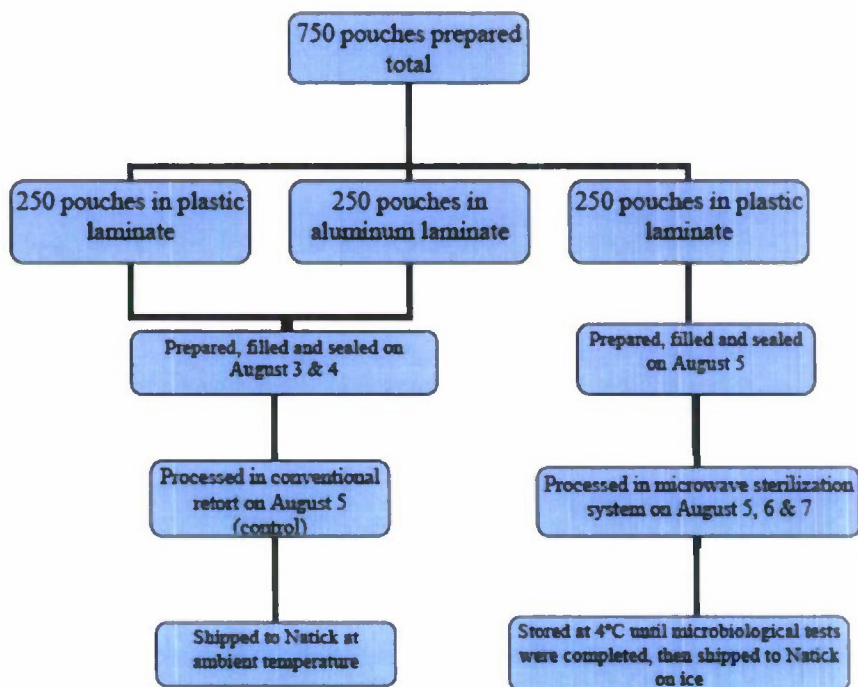 750 pouches prepared
total
250 pouches in plastic
laminate
250 pouches in
aluminum laminate
250 pouches in plastic
laminate
Prepared, filled and sealed on
August 3 & 4
Prepared, filled and sealed
on August 5
Processed in conventional
retort on August 5
(control)
Processed in microwave sterilization
system on August 5, 6 & 7
Shipped to Natick at
ambient temperature
Stored at 4°C until microbiological tests
were completed, then shipped to Natick
on ice